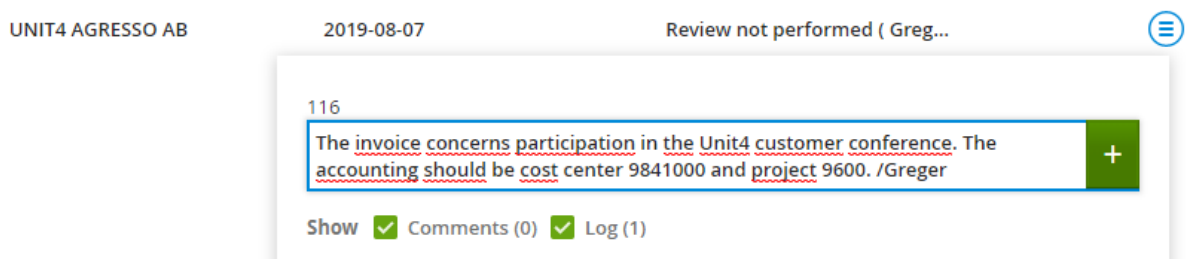 UNIT4 AGRESSO AB 2019-08-07 Review not performed ( Greg...
116
The invoice concerns participation in the Unit4 customer conference. The
accounting should be cost center 9841000 and project 9600. /Greger
+
Show Comments (0) Log (1)